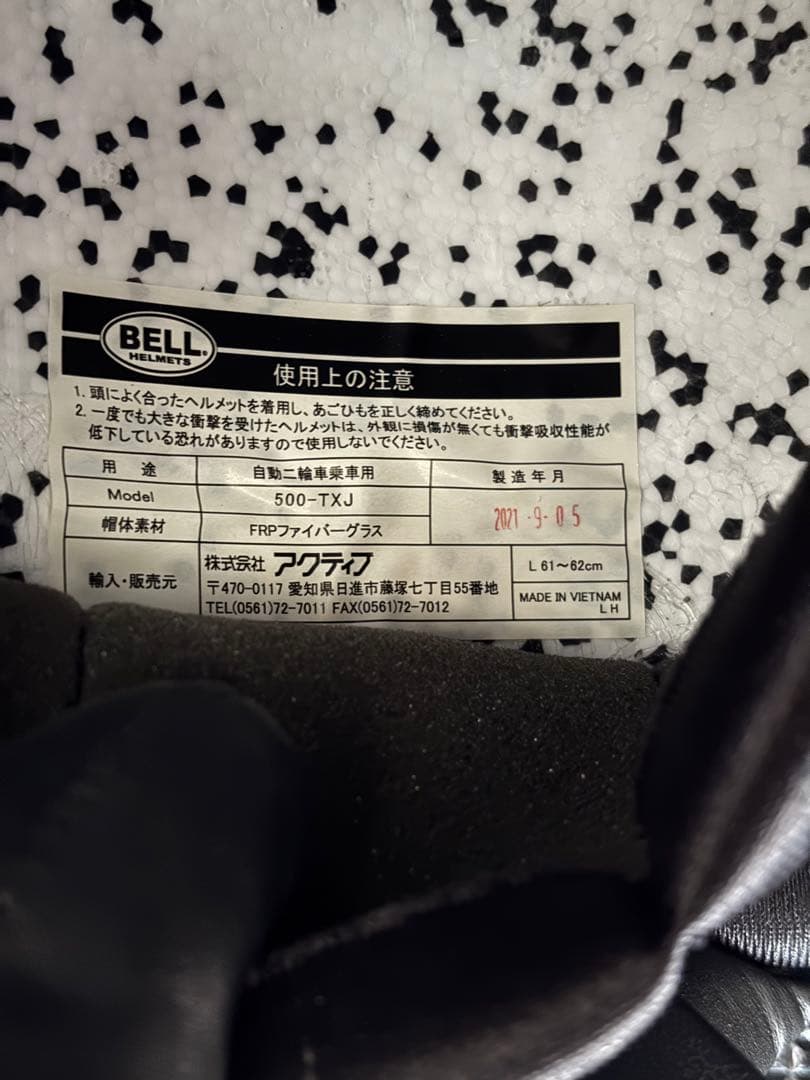 BELL
HELMETS
使用上の注意
1. 頭によく合ったヘルメットを着用し、あごひもを正しく締めてください。
2. 一度でも大きな衝撃を受けたヘルメットは、外観に損傷が無くても衝撃吸収性能が
低下している恐れがありますので使用しないでください。
用 途 自動二輪車乗車用 製造年月
Model 500-TXJ 2021-9-05
帽体素材 FRPファイバーグラス
輸入・販売元 株式会社 アクティブ L 61～62cm
〒470-0117 愛知県日進市藤塚七丁目55番地
TEL(0561)72-7011 FAX(0561)72-7012 MADE IN VIETNAM
LH